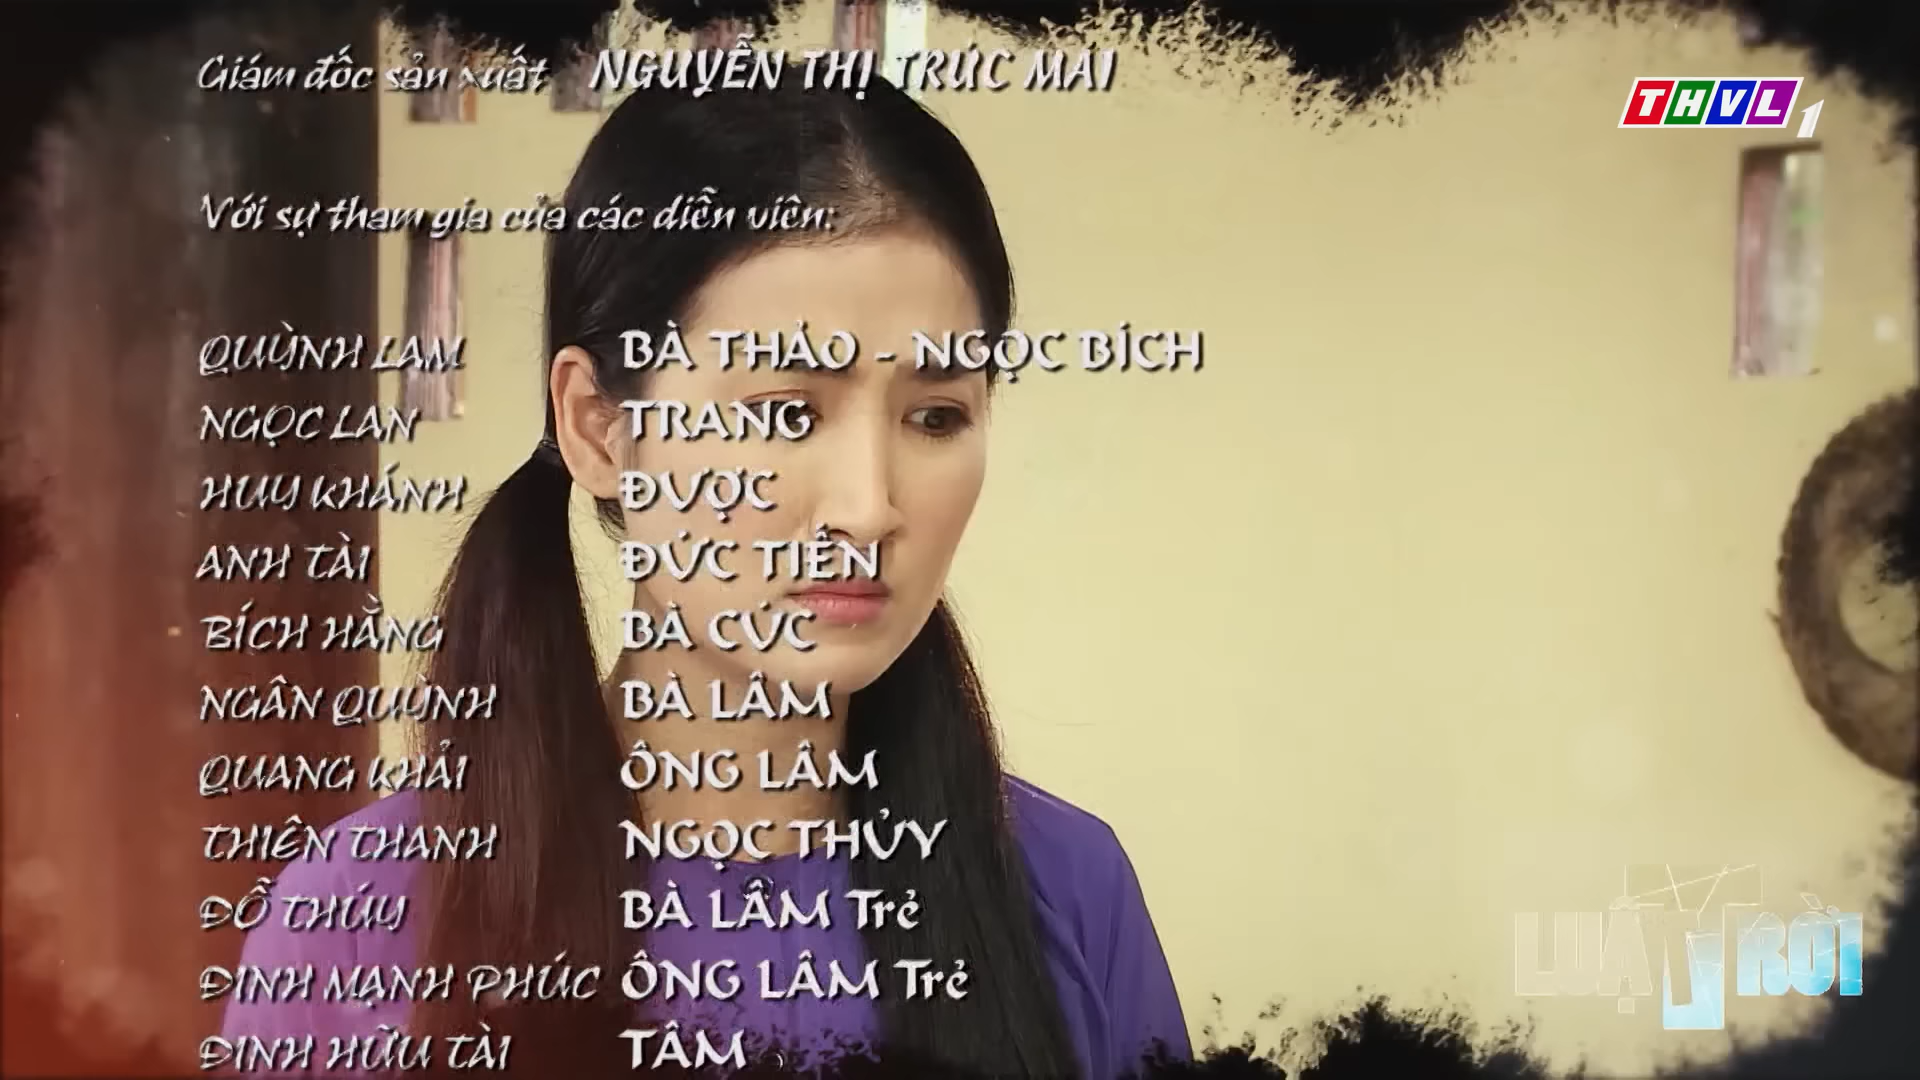 Giám đốc sản xuất NGUYỄN THỊ TRÚC MAI
THVL 1
Với sự tham gia của các diễn viên:
QUỲNH LAM BÀ THẢO - NGỌC BÍCH
NGỌC LAN TRANG
HUY KHÁNH ĐƯỢC
ANH TÀI ĐỨC TIẾN
BÍCH HẰNG BÀ CÚC
NGÂN QUỲNH BÀ LÂM
QUANG KHẢI ÔNG LÂM
THIÊN THANH NGỌC THỦY
ĐỖ THÚY BÀ LÂM Trẻ
ĐINH MẠNH PHÚC ÔNG LÂM Trẻ
ĐINH HỮU TÀI TÂM
LUẬT TRỜI